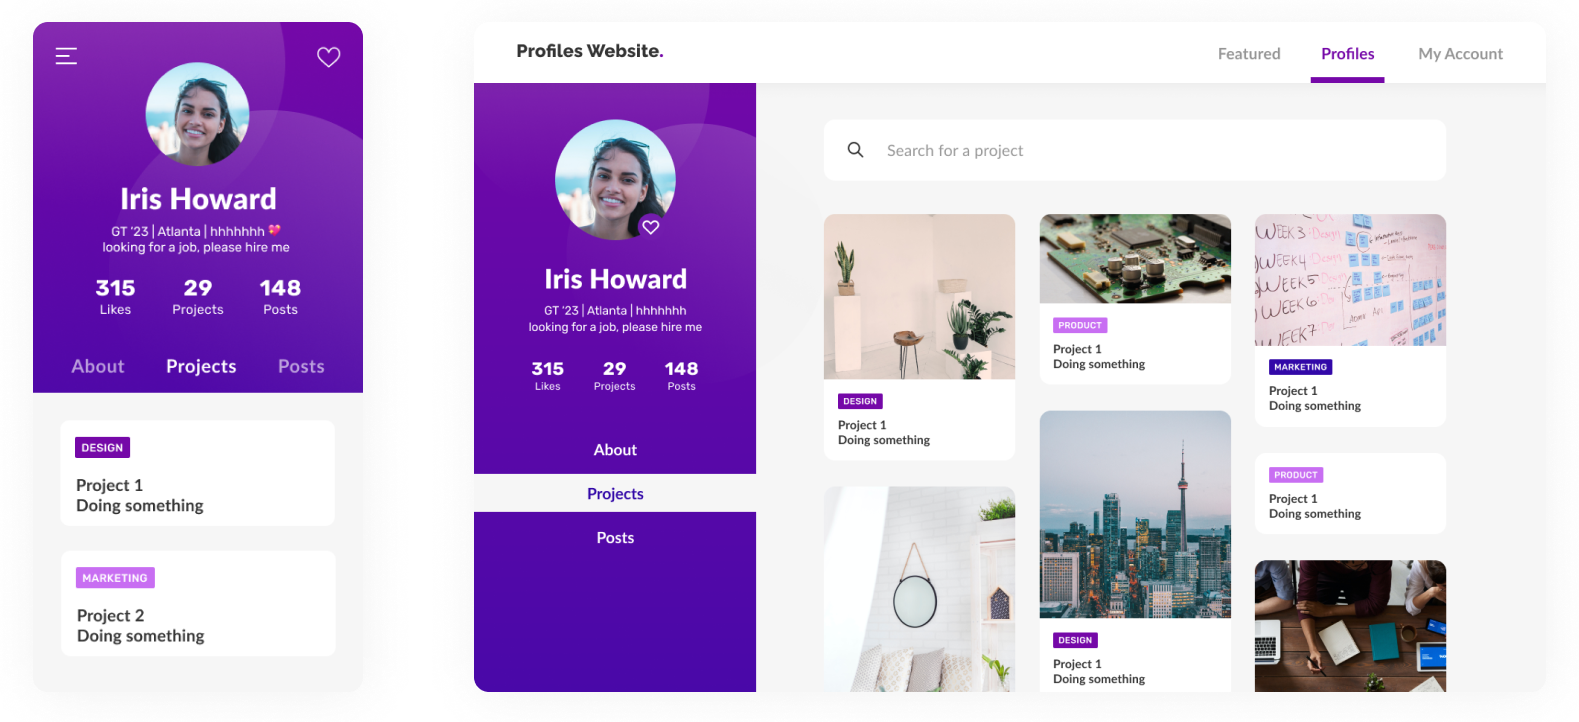 Iris Howard
GT '23 | Atlanta | hhhhhhh 💖
looking for a job, please hire me
315
Likes
29
Projects
148
Posts
About
Projects
Posts
DESIGN
Project 1
Doing something
MARKETING
Project 2
Doing something
Profiles Website.
Featured
Profiles
My Account
Iris Howard
GT '23 | Atlanta | hhhhhhh
looking for a job, please hire me
315
Likes
29
Projects
148
Posts
About
Projects
Posts
Search for a project
DESIGN
Project 1
Doing something
PRODUCT
Project 1
Doing something
DESIGN
Project 1
Doing something
WEEK 3
WEEK 4
WEEK 5
WEEK 6
WEEK 7
MARKETING
Project 1
Doing something
PRODUCT
Project 1
Doing something